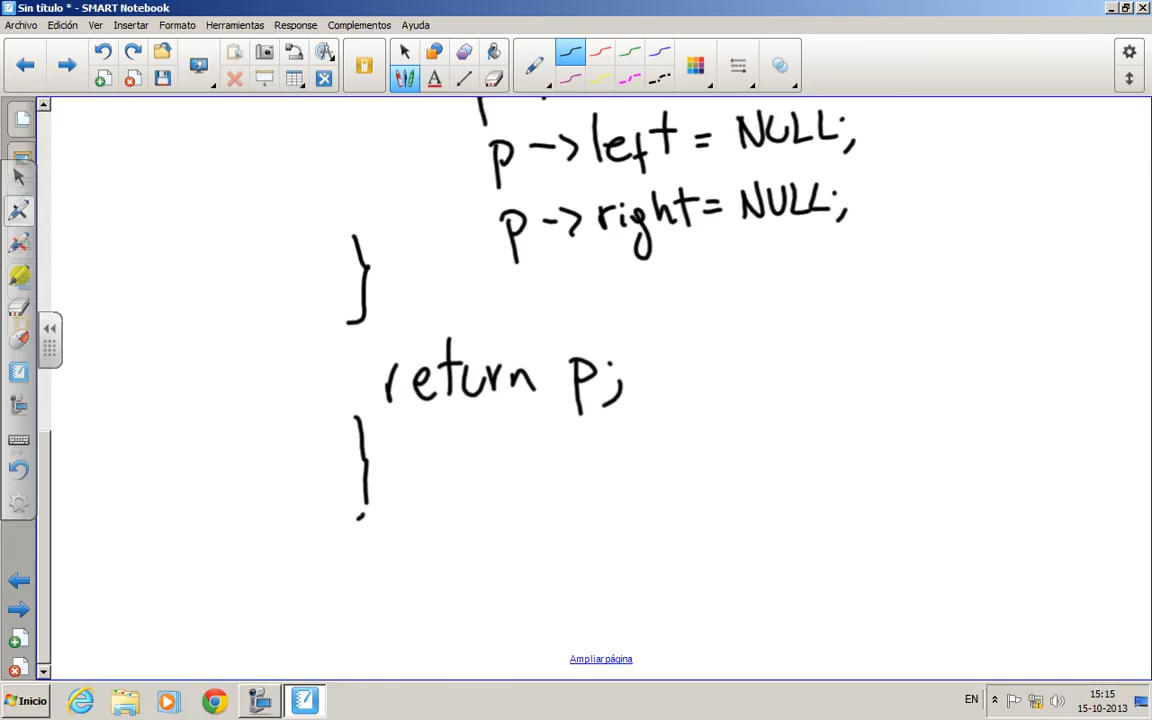 Sin título * - SMART Notebook
Archivo Edición Ver Insertar Formato Herramientas Response Complementos Ayuda
p -> left = NULL;
p -> right = NULL;
}
return p;
}
Ampliar página
Inicio
EN
15:15
15-10-2013